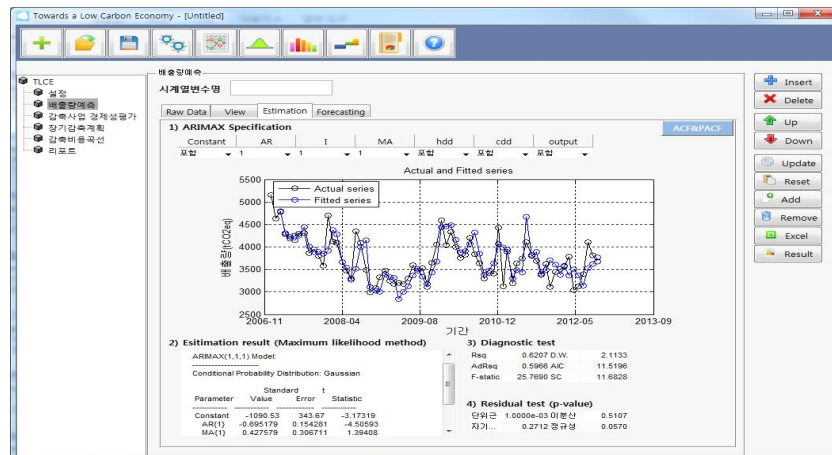 Towards a Low Carbon Economy - [Untitled]
TLCE
설정
배출량예측
감축사업 경제성평가
장기감축계획
감축비용곡선
리포트
배출량예측
시계열변수명
Raw Data View Estimation Forecasting
1) ARIMAX Specification
ACF&PACF
Constant AR I MA hdd cdd output
포함 1 1 1 포함 포함 포함
Actual and Fitted series
Actual series
Fitted series
배출량(tCO2eq)
5500
5000
4500
4000
3500
3000
2500
2006-11 2008-04 2009-08 2010-12 2012-05 2013-09
기간
2) Esitimation result (Maximum likelihood method)
ARIMAX(1,1,1) Model:
--------------------
Conditional Probability Distribution: Gaussian
Standard t
Parameter Value Error Statistic
Constant -1090.53 343.67 -3.17319
AR{1} -0.695179 0.154281 -4.50593
MA{1} 0.427579 0.306711 1.39408
3) Diagnostic test
Rsq 0.6207 D.W. 2.1133
AdRsq 0.5966 AIC 11.5196
F-static 25.7690 SC 11.6828
4) Residual test (p-value)
단위근 1.0000e-03 이분산 0.5107
자기... 0.2712 정규성 0.0570
Insert
Delete
Up
Down
Update
Reset
Add
Remove
Excel
Result